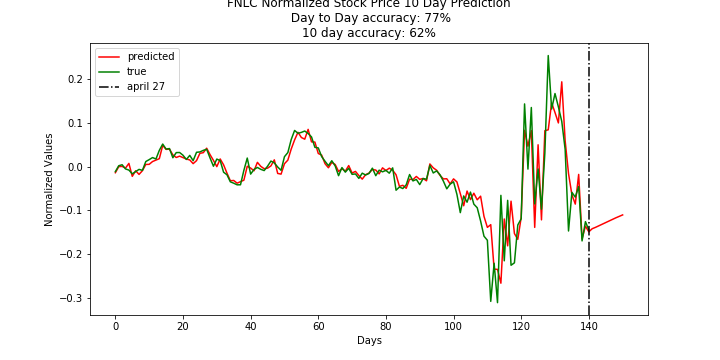 FNLC Normalized Stock Price 10 Day Prediction
Day to Day accuracy: 77%
10 day accuracy: 62%
predicted
true
april 27
Normalized Values
0.2
0.1
0.0
−0.1
−0.2
−0.3
0 20 40 60 80 100 120 140
Days